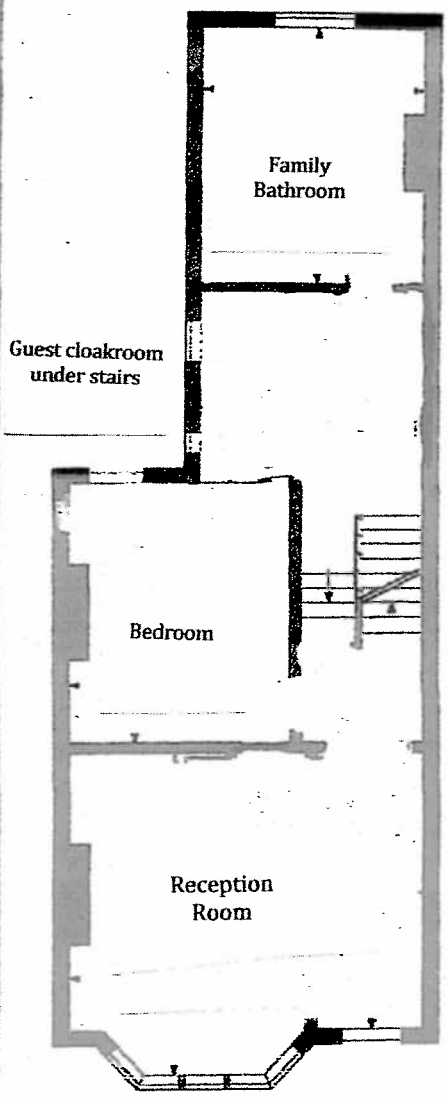 Family
Bathroom
Guest cloakroom
under stairs
Bedroom
Reception
Room